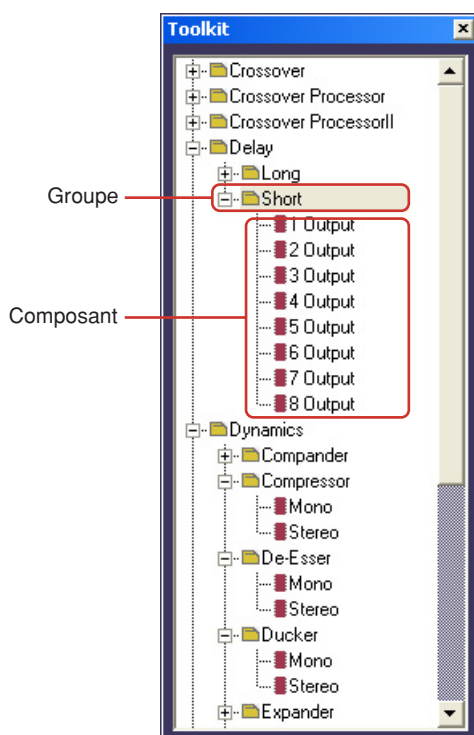 Toolkit
Crossover
Crossover Processor
Crossover ProcessorII
Delay
Long
Groupe
Short
1 Output
2 Output
3 Output
4 Output
Composant
5 Output
6 Output
7 Output
8 Output
Dynamics
Compander
Compressor
Mono
Stereo
De-Esser
Mono
Stereo
Ducker
Mono
Stereo
Expander